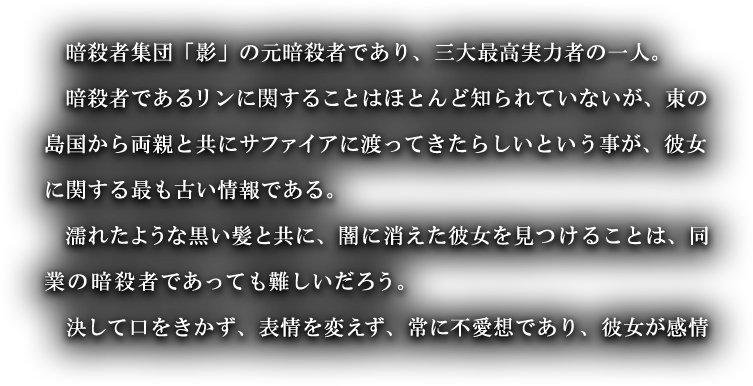 暗殺者集団「影」の元暗殺者であり、三大最高実力者の一人。
暗殺者であるリンに関することはほとんど知られていないが、東の
島国から両親と共にサファイアに渡ってきたらしいという事が、彼女
に関する最も古い情報である。
濡れたような黒い髪と共に、闇に消えた彼女を見つけることは、同
業の暗殺者であっても難しいだろう。
決して口をきかず、表情を変えず、常に不愛想であり、彼女が感情